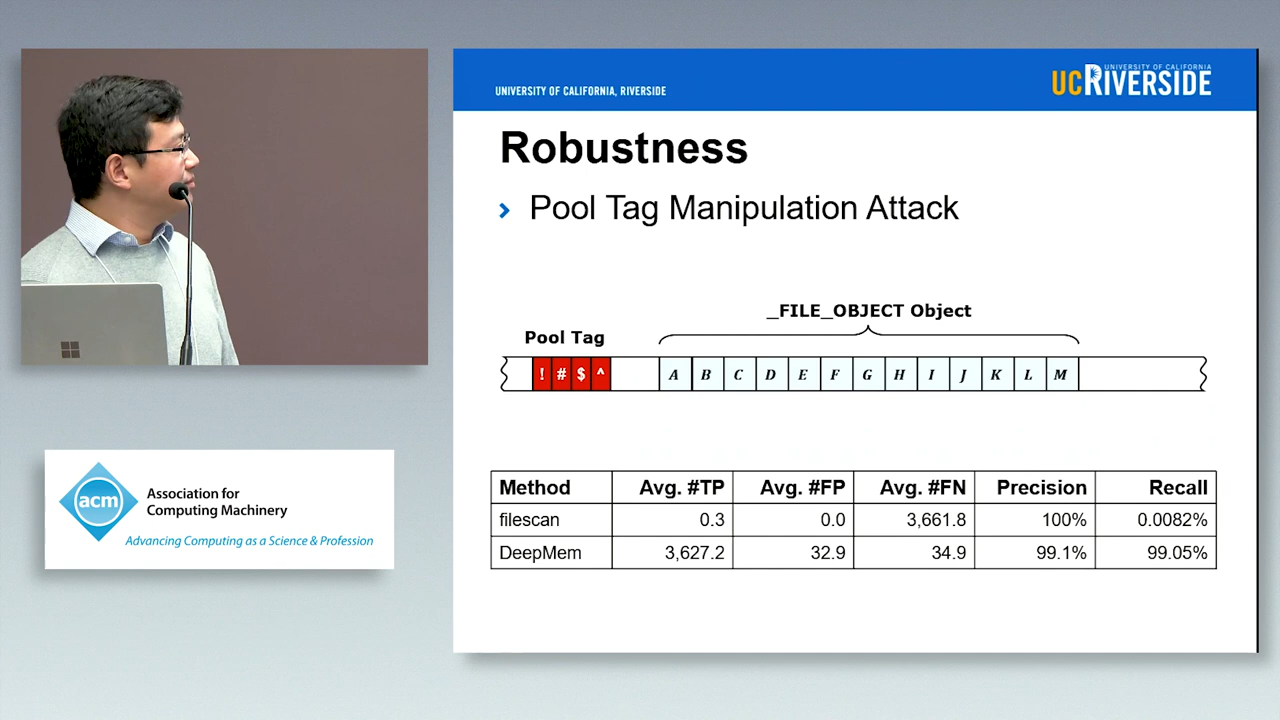 UNIVERSITY OF CALIFORNIA, RIVERSIDE
UNIVERSITY OF CALIFORNIA
UCRIVERSIDE
Robustness
Pool Tag Manipulation Attack
_FILE_OBJECT Object
Pool Tag
! # $ ^ A B C D E F G H I J K L M
Method Avg. #TP Avg. #FP Avg. #FN Precision Recall
filescan 0.3 0.0 3,661.8 100% 0.0082%
DeepMem 3,627.2 32.9 34.9 99.1% 99.05%
acm
Association for
Computing Machinery
Advancing Computing as a Science & Profession